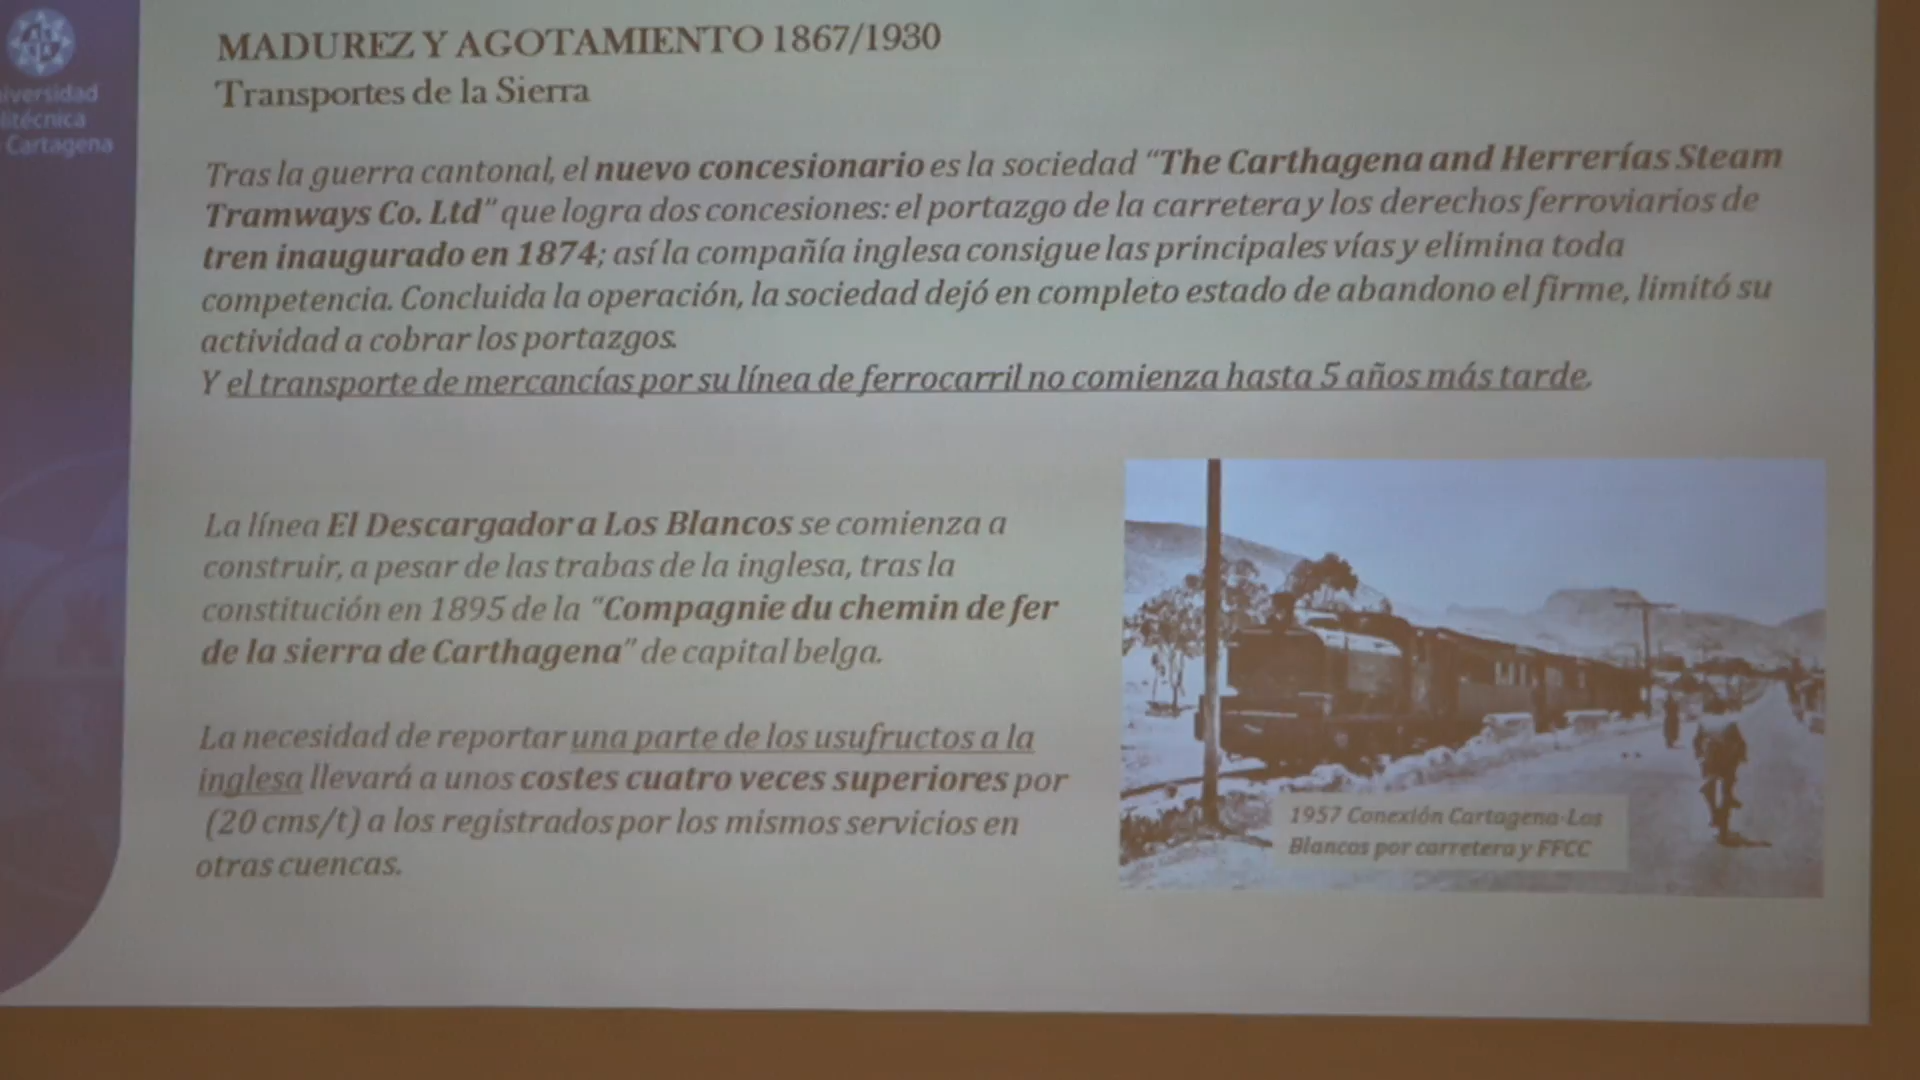 MADUREZ Y AGOTAMIENTO 1867/1930
Transportes de la Sierra
iversidad
litécnica
Cartagena
Tras la guerra cantonal, el nuevo concesionario es la sociedad “The Carthagena and Herrerías Steam
Tramways Co. Ltd” que logra dos concesiones: el portazgo de la carretera y los derechos ferroviarios de
tren inaugurado en 1874; así la compañía inglesa consigue las principales vías y elimina toda
competencia. Concluida la operación, la sociedad dejó en completo estado de abandono el firme, limitó su
actividad a cobrar los portazgos.
Y el transporte de mercancías por su línea de ferrocarril no comienza hasta 5 años más tarde.
La línea El Descargador a Los Blancos se comienza a
construir, a pesar de las trabas de la inglesa, tras la
constitución en 1895 de la “Compagnie du chemin de fer
de la sierra de Carthagena” de capital belga.
La necesidad de reportar una parte de los usufructos a la
inglesa llevará a unos costes cuatro veces superiores por
(20 cms/t) a los registrados por los mismos servicios en
otras cuencas.
1957 Conexión Cartagena-Los
Blancos por carretera y FFCC